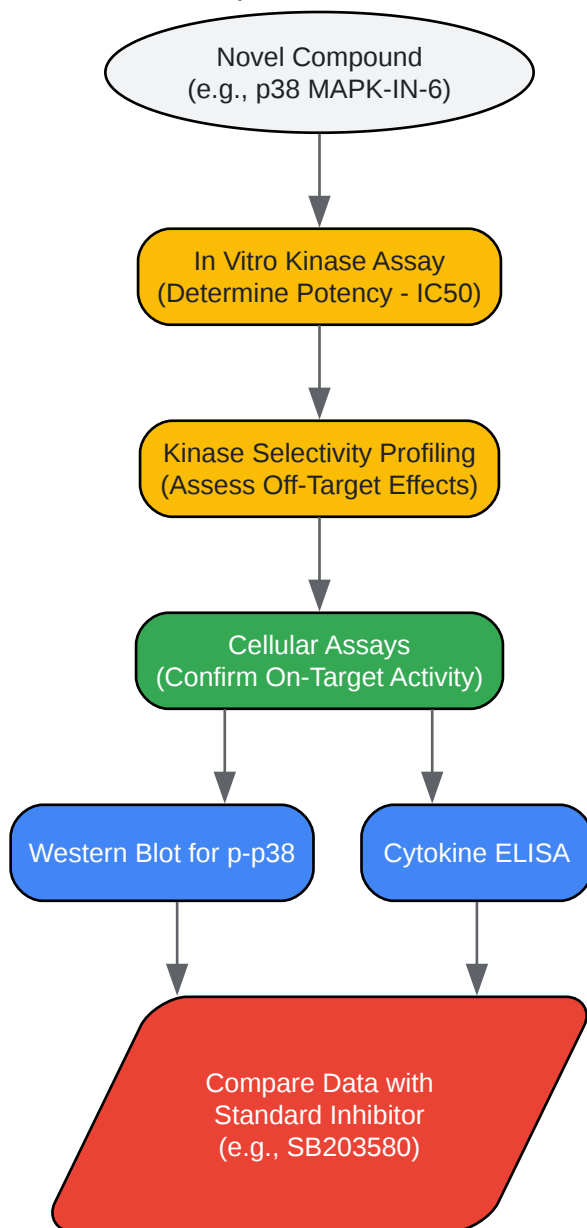 Novel Compound
(e.g., p38 MAPK-IN-6)
In Vitro Kinase Assay
(Determine Potency - IC50)
Kinase Selectivity Profiling
(Assess Off-Target Effects)
Cellular Assays
(Confirm On-Target Activity)
Western Blot for p-p38
Cytokine ELISA
Compare Data with
Standard Inhibitor
(e.g., SB203580)